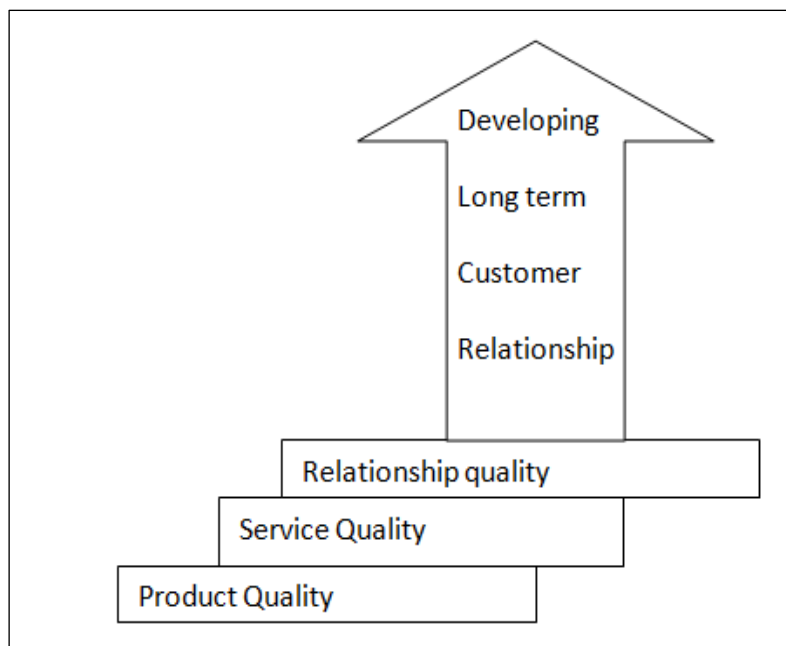 Developing
Long term
Customer
Relationship
Relationship quality
Service Quality
Product Quality